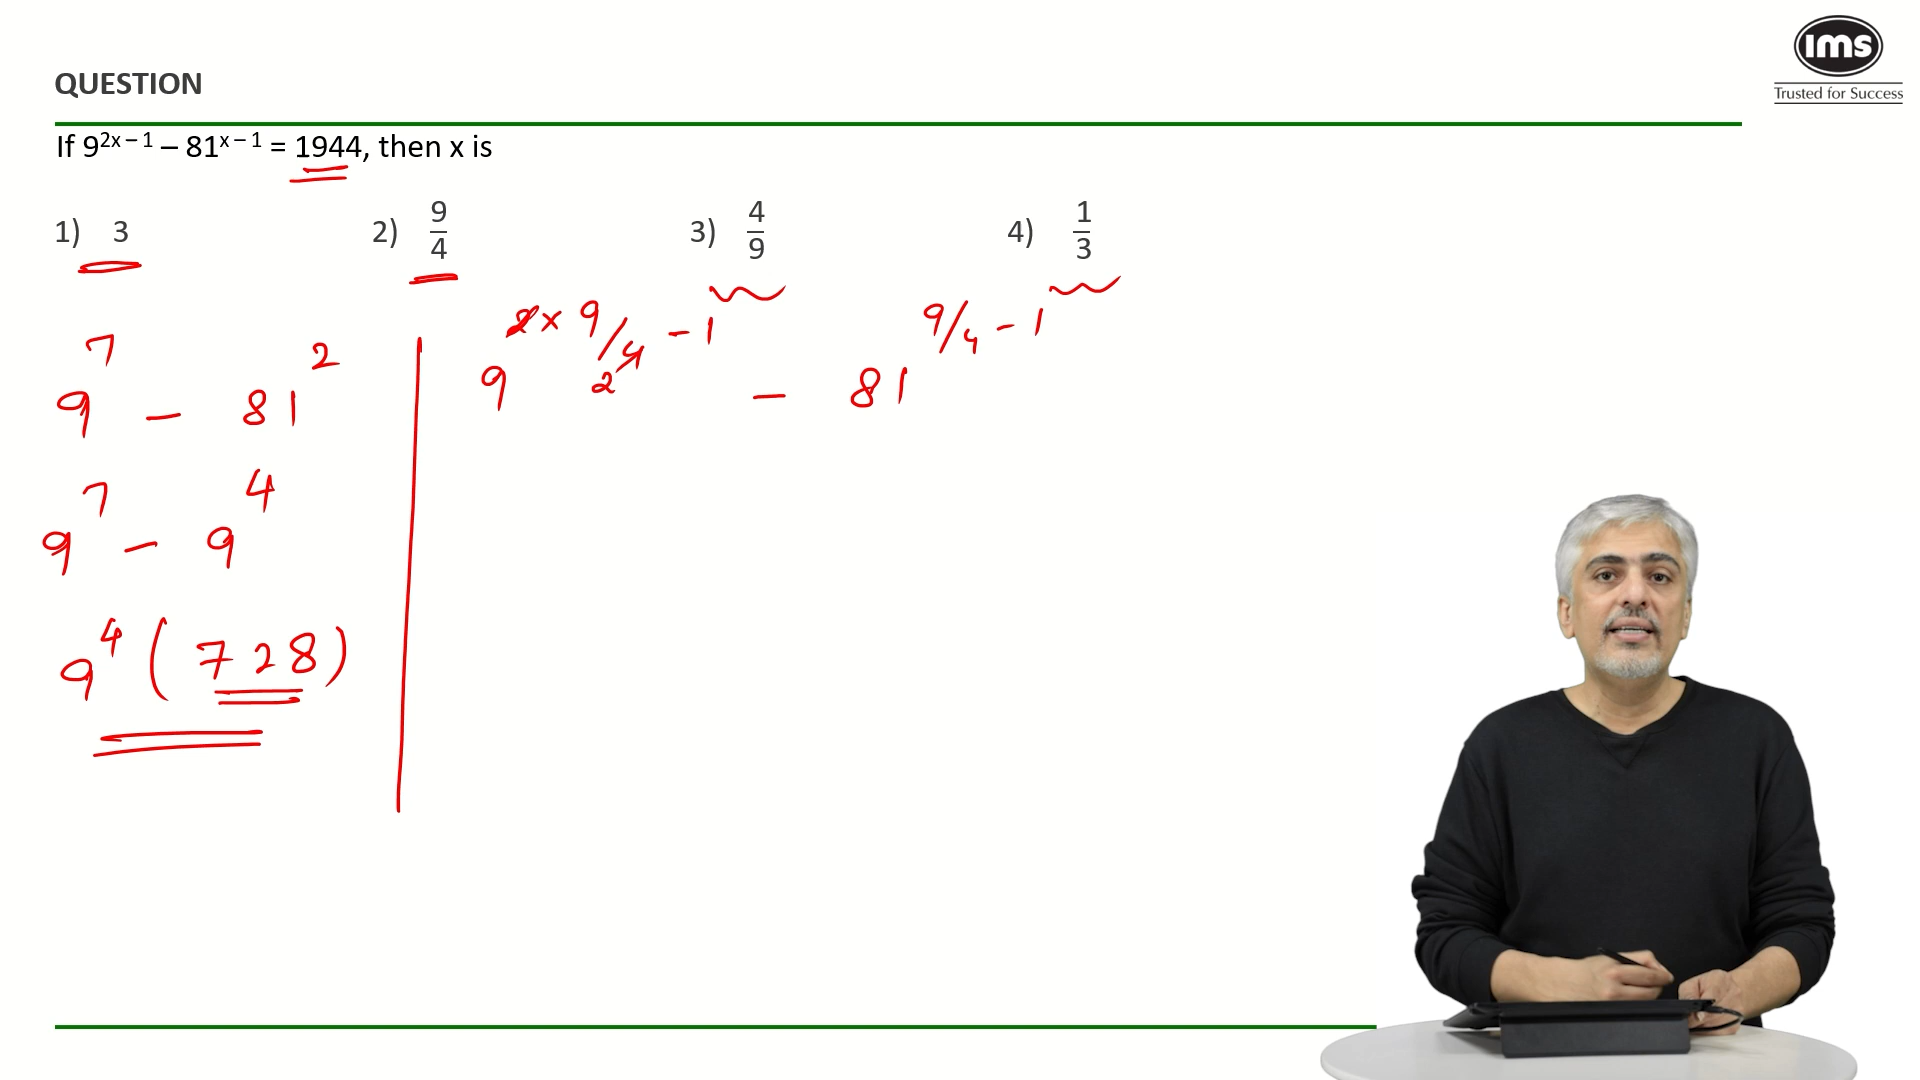 ims
Trusted for Success
QUESTION
If 9^(2x – 1) – 81^(x – 1) = 1944, then x is
1) 3 2) 9/4 3) 4/9 4) 1/3
9^7 – 81^2
9^7 – 9^4
9^4 (728)
9^(2 × 9/4 – 1) – 81^(9/4 – 1)
2